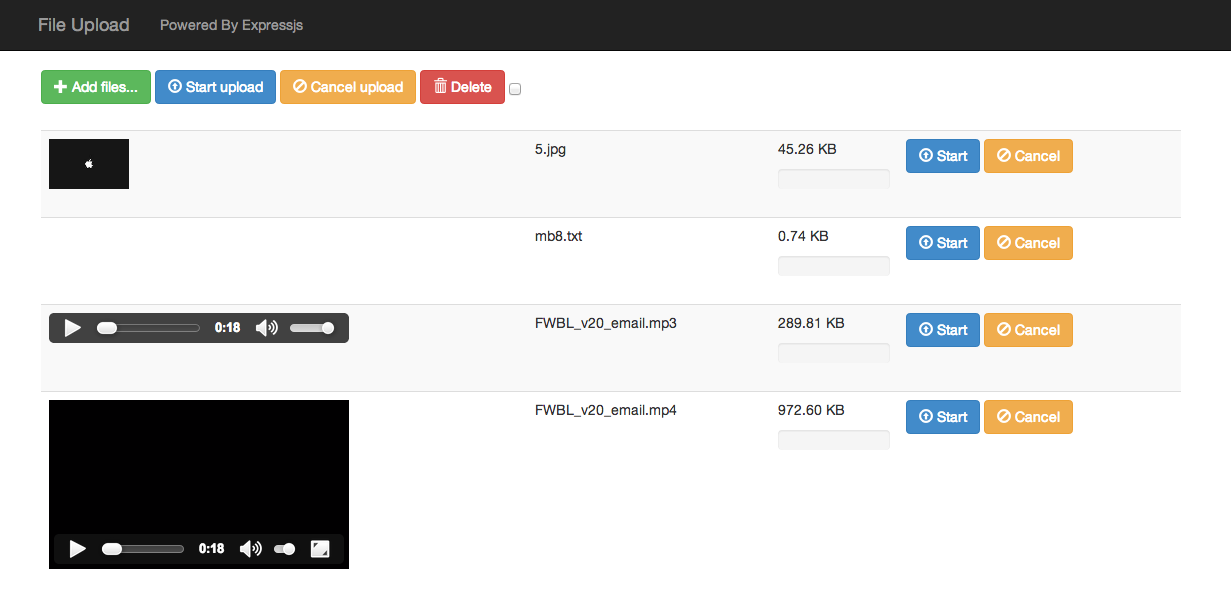 File Upload Powered By Expressjs
Add files... Start upload Cancel upload Delete
5.jpg 45.26 KB Start Cancel
mb8.txt 0.74 KB Start Cancel
0:18 FWBL_v20_email.mp3 289.81 KB Start Cancel
FWBL_v20_email.mp4 972.60 KB Start Cancel
0:18